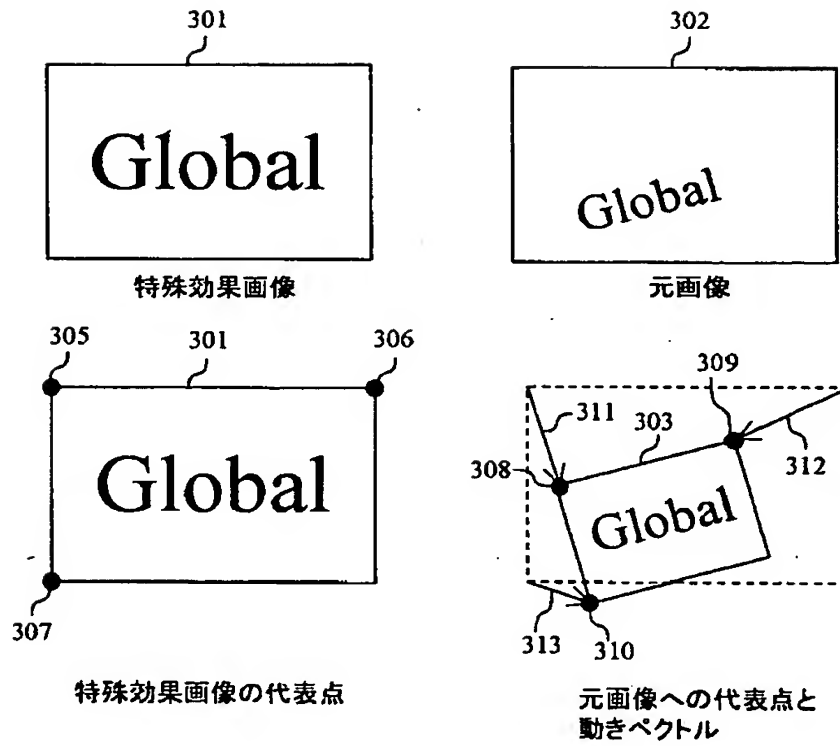 301
302
Global
Global
特殊効果画像
元画像
305
301
306
309
311
303
312
308
Global
Global
307
313
310
特殊効果画像の代表点
元画像への代表点と
動きベクトル